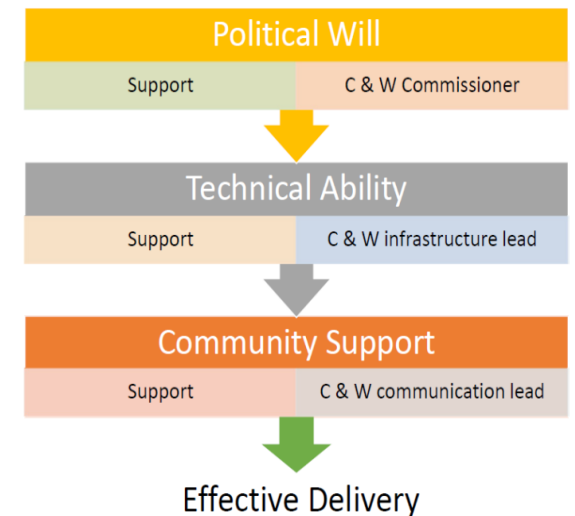 Political Will
Support
C & W Commissioner
Technical Ability
Support
C & W infrastructure lead
Community Support
Support
C & W communication lead
Effective Delivery